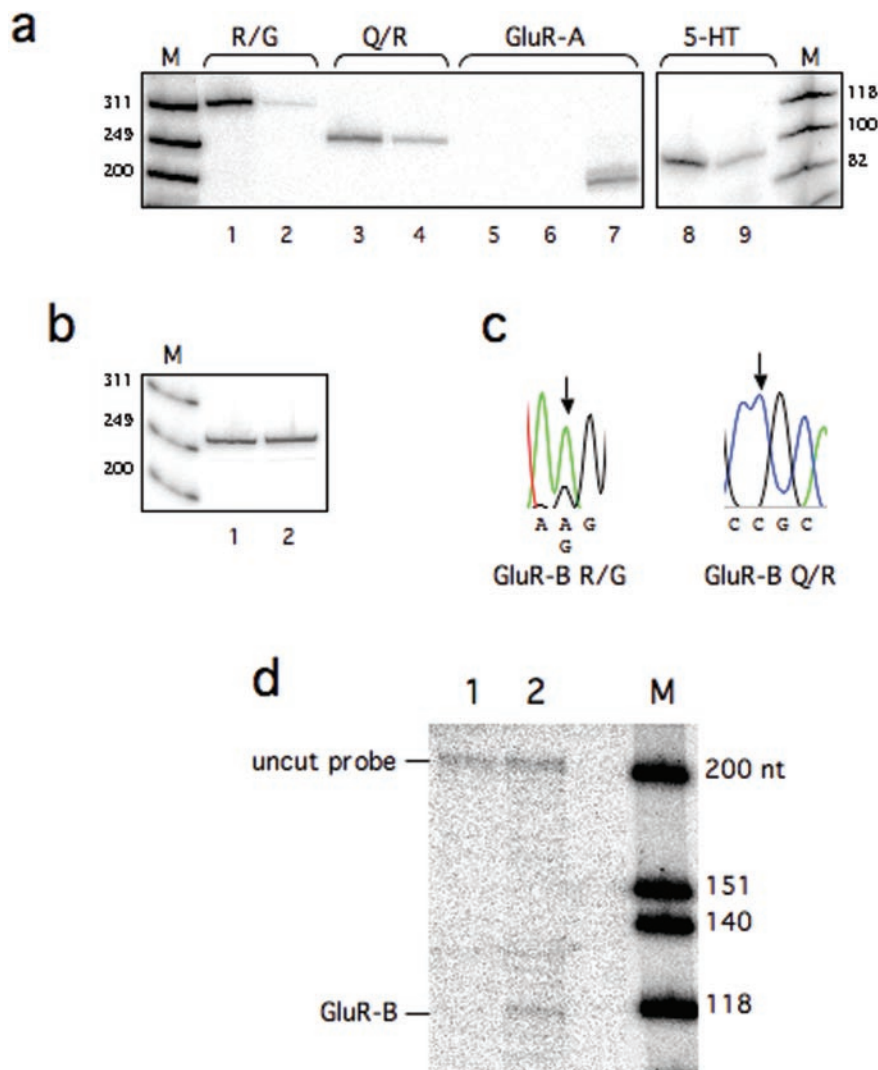 a
M R/G Q/R GluR-A 5-HT M
311
249
200
118
100
82
1 2 3 4 5 6 7 8 9
b
M
311
249
200
1 2
c
A A G
G
GluR-B R/G
C C G C
GluR-B Q/R
d
1 2 M
uncut probe
200 nt
151
140
GluR-B
118